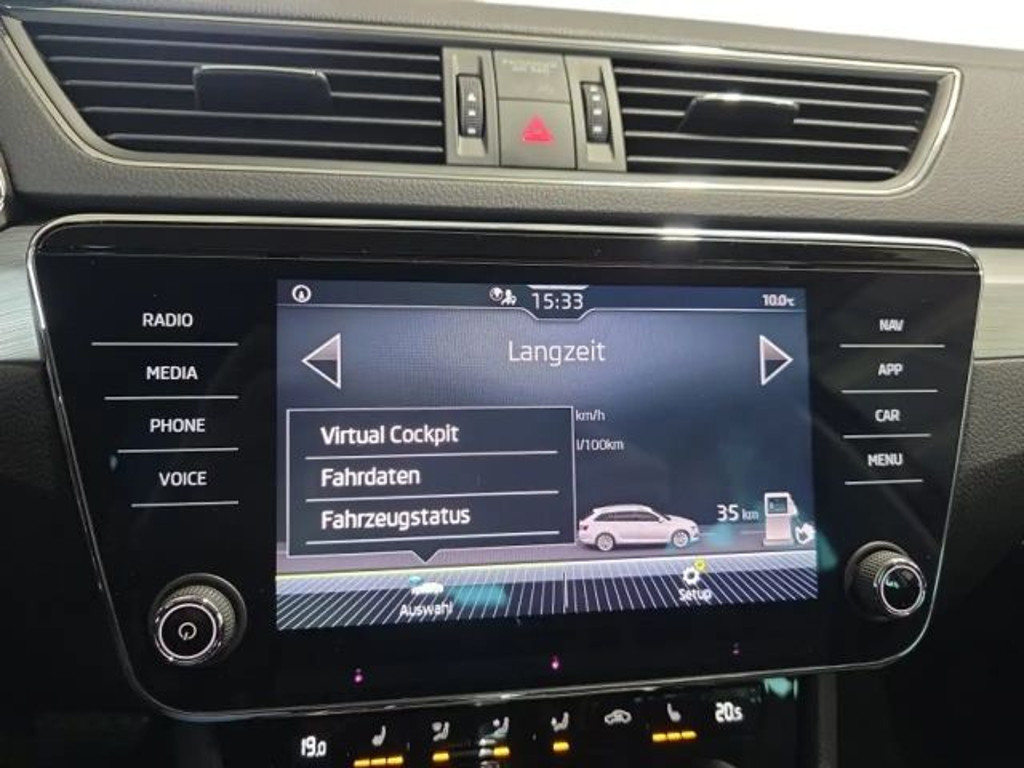 15:33
10.0°C
RADIO
MEDIA
PHONE
VOICE
Langzeit
km/h
l/100km
Virtual Cockpit
Fahrdaten
Fahrzeugstatus
35 km
Auswahl
Setup
NAV
APP
CAR
MENU
19.0
20.5